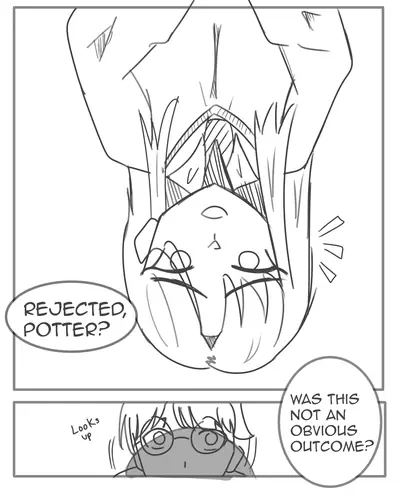 REJECTED,
POTTER?
Looks
up
WAS THIS
NOT AN
OBVIOUS
OUTCOME?